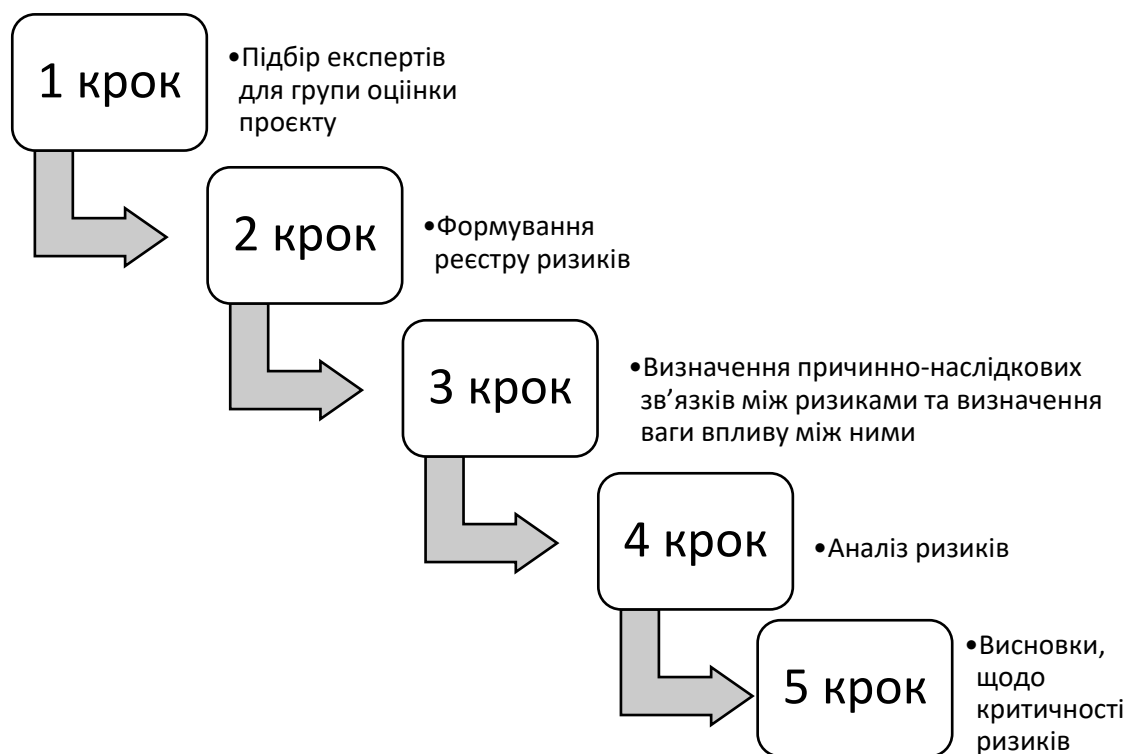 1 крок
•Підбір експертів
для групи оціінки
проєкту
2 крок
•Формування
реєстру ризиків
3 крок
•Визначення причинно-наслідкових
зв’язків між ризиками та визначення
ваги впливу між ними
4 крок
•Аналіз ризиків
5 крок
•Висновки,
щодо
критичності
ризиків